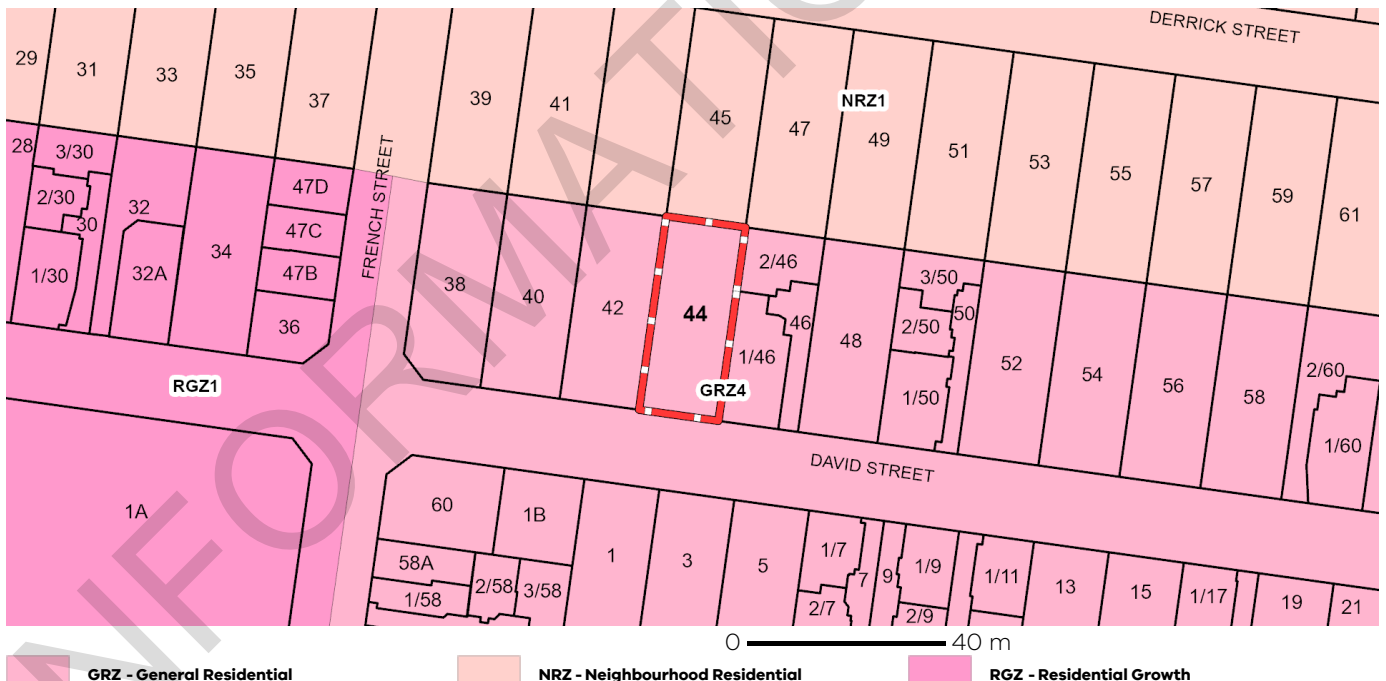 DERRICK STREET
29 31 33 35 37 39 41 45 47 NRZ1 49 51 53 55 57 59 61
28 3/30 2/30 30 1/30 32 32A 34 47D 47C 47B 36
FRENCH STREET
38 40 42 44 2/46 46 1/46 48 3/50 50 2/50 1/50 52 54 56 58 2/60 1/60
RGZ1
GRZ4
DAVID STREET
1A 60 1B 58A 1/58 2/58 3/58 1 3 5 1/7 7 2/7 9 1/9 2/9 1/11 13 15 1/17 19 21
0 40 m
GRZ - General Residential
NRZ - Neighbourhood Residential
RGZ - Residential Growth
NFORMATIO